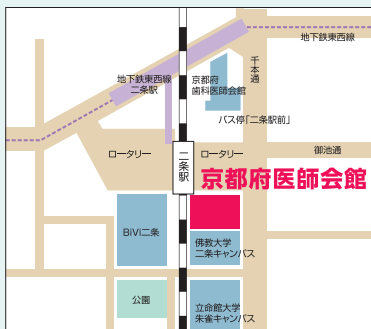 地下鉄東西線
千本通
地下鉄東西線
二条駅
京都府
歯科医師会館
バス停「二条駅前」
ロータリー
二条駅
ロータリー
御池通
京都府医師会館
BiVi二条
佛教大学
二条キャンパス
公園
立命館大学
朱雀キャンパス